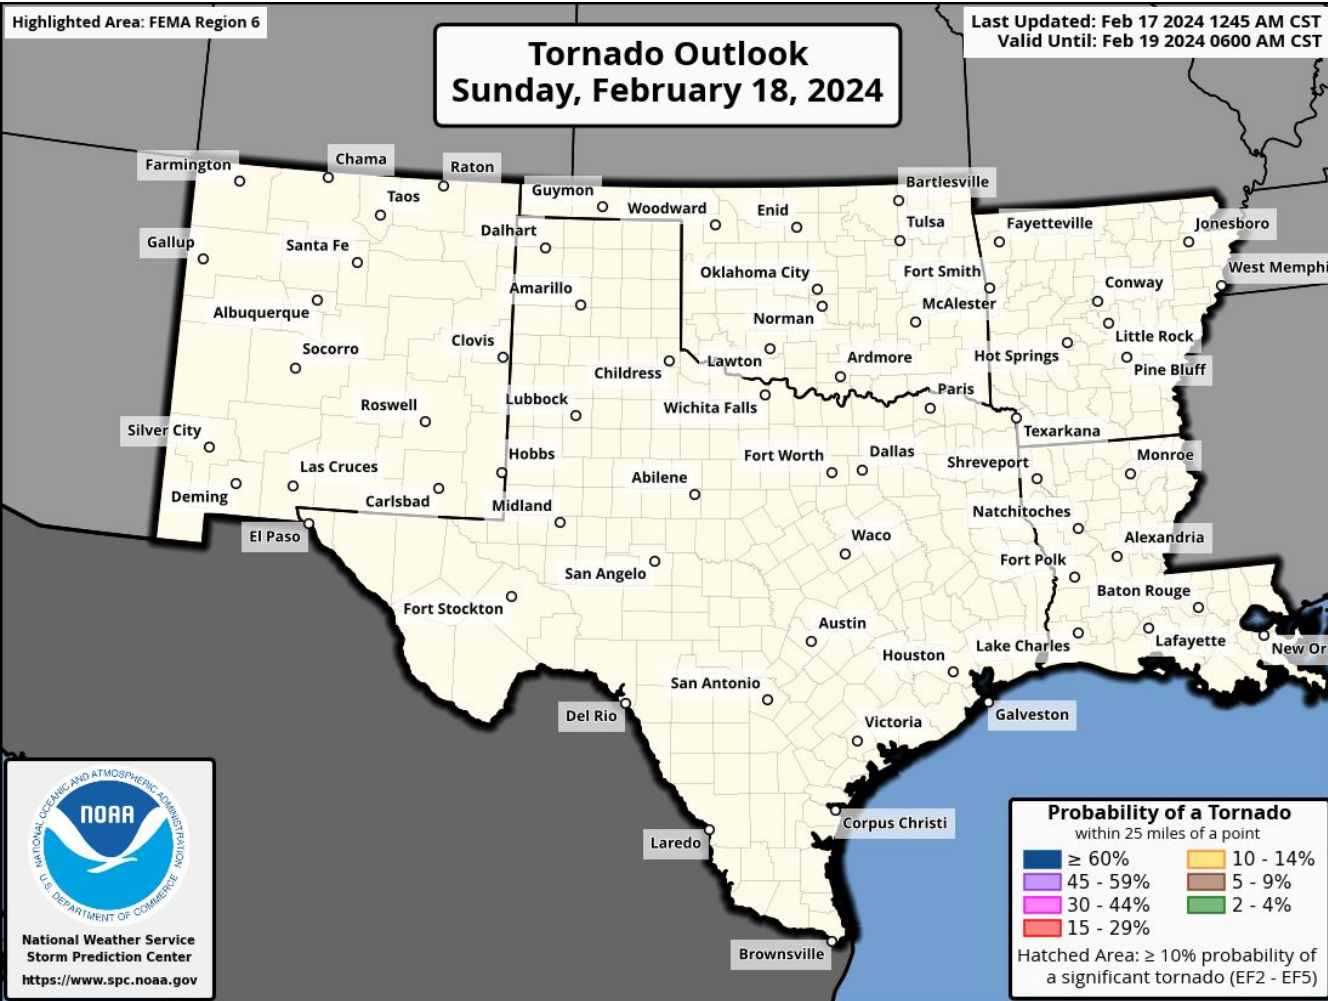 Highlighted Area: FEMA Region 6
Last Updated: Feb 17 2024 1245 AM CST
Valid Until: Feb 19 2024 0600 AM CST
Tornado Outlook
Sunday, February 18, 2024
Farmington
Chama
Raton
Taos
Guymon
Woodward
Enid
Bartlesville
Tulsa
Fayetteville
Jonesboro
Gallup
Santa Fe
Dalhart
Oklahoma City
Fort Smith
West Memphi
Amarillo
Conway
Albuquerque
Norman
McAlester
Socorro
Clovis
Childress
Lawton
Ardmore
Hot Springs
Little Rock
Pine Bluff
Roswell
Lubbock
Wichita Falls
Paris
Silver City
Texarkana
Las Cruces
Hobbs
Fort Worth
Dallas
Shreveport
Monroe
Deming
Carlsbad
Midland
Abilene
Natchitoches
El Paso
Waco
Alexandria
San Angelo
Fort Polk
Fort Stockton
Baton Rouge
Austin
Lake Charles
Lafayette
New Or
Houston
San Antonio
Del Rio
Victoria
Galveston
Corpus Christi
Laredo
Brownsville
NATIONAL OCEANIC AND ATMOSPHERIC ADMINISTRATION
NOAA
U.S. DEPARTMENT OF COMMERCE
National Weather Service
Storm Prediction Center
https://www.spc.noaa.gov
Probability of a Tornado
within 25 miles of a point
≥ 60%
10 - 14%
45 - 59%
5 - 9%
30 - 44%
2 - 4%
15 - 29%
Hatched Area: ≥ 10% probability of
a significant tornado (EF2 - EF5)